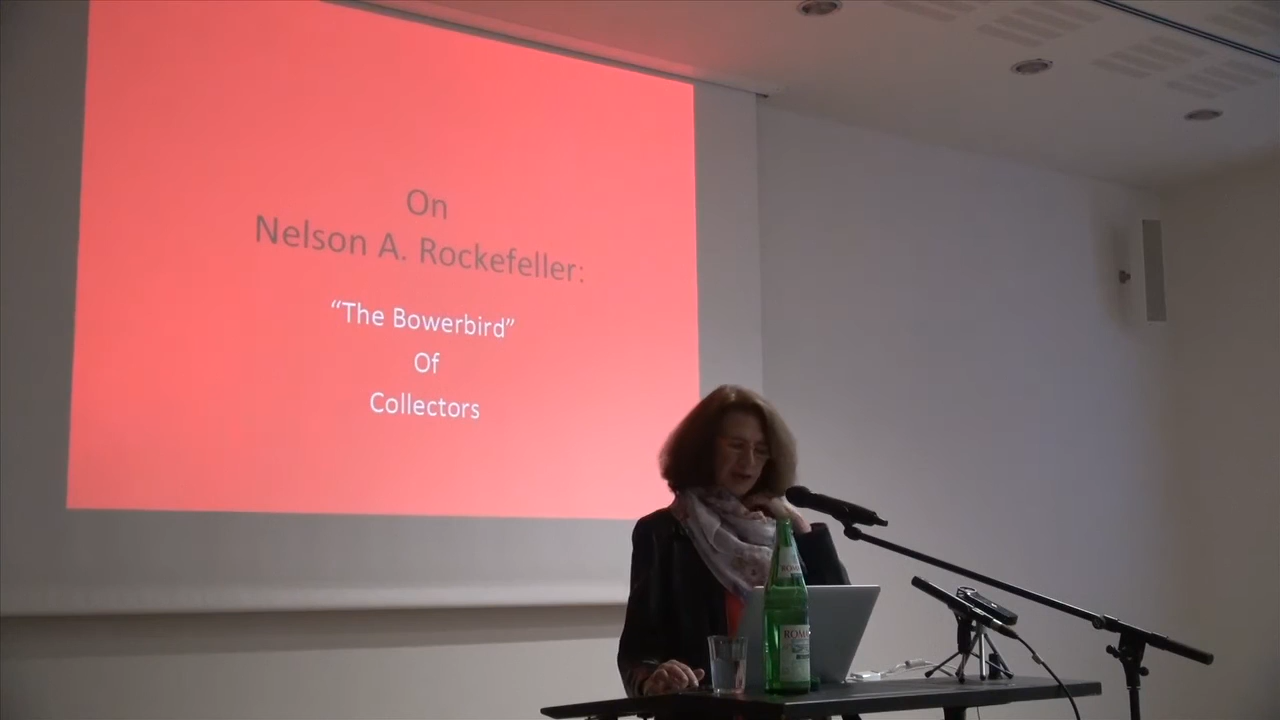 On
Nelson A. Rockefeller:
“The Bowerbird”
Of
Collectors